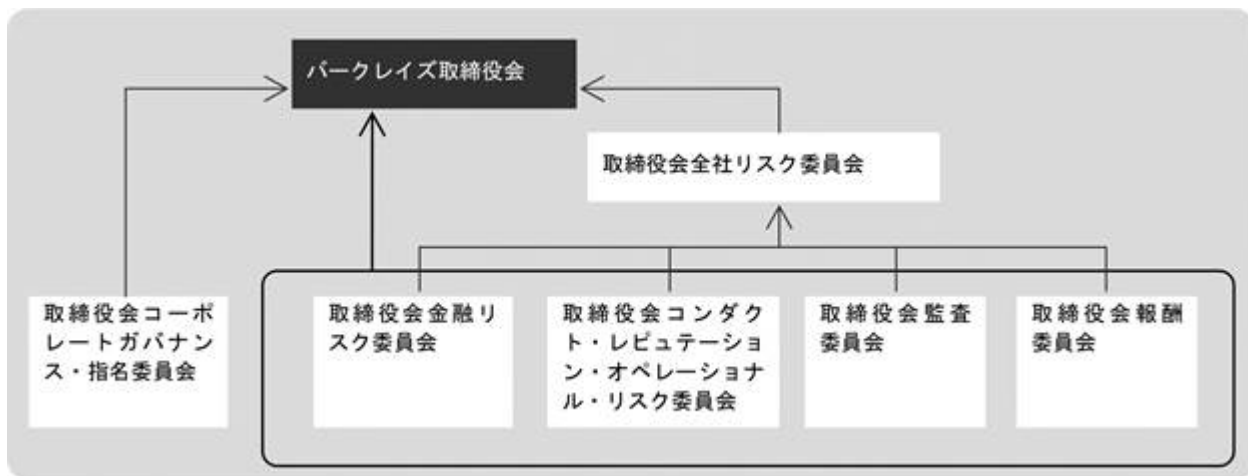 バークレイズ取締役会
取締役会全社リスク委員会
取締役会コーポ
レートガバナン
ス・指名委員会
取締役会金融リ
スク委員会
取締役会コンダク
ト・レピュテーショ
ン・オペレーショナ
ル・リスク委員会
取締役会監査
委員会
取締役会報酬
委員会